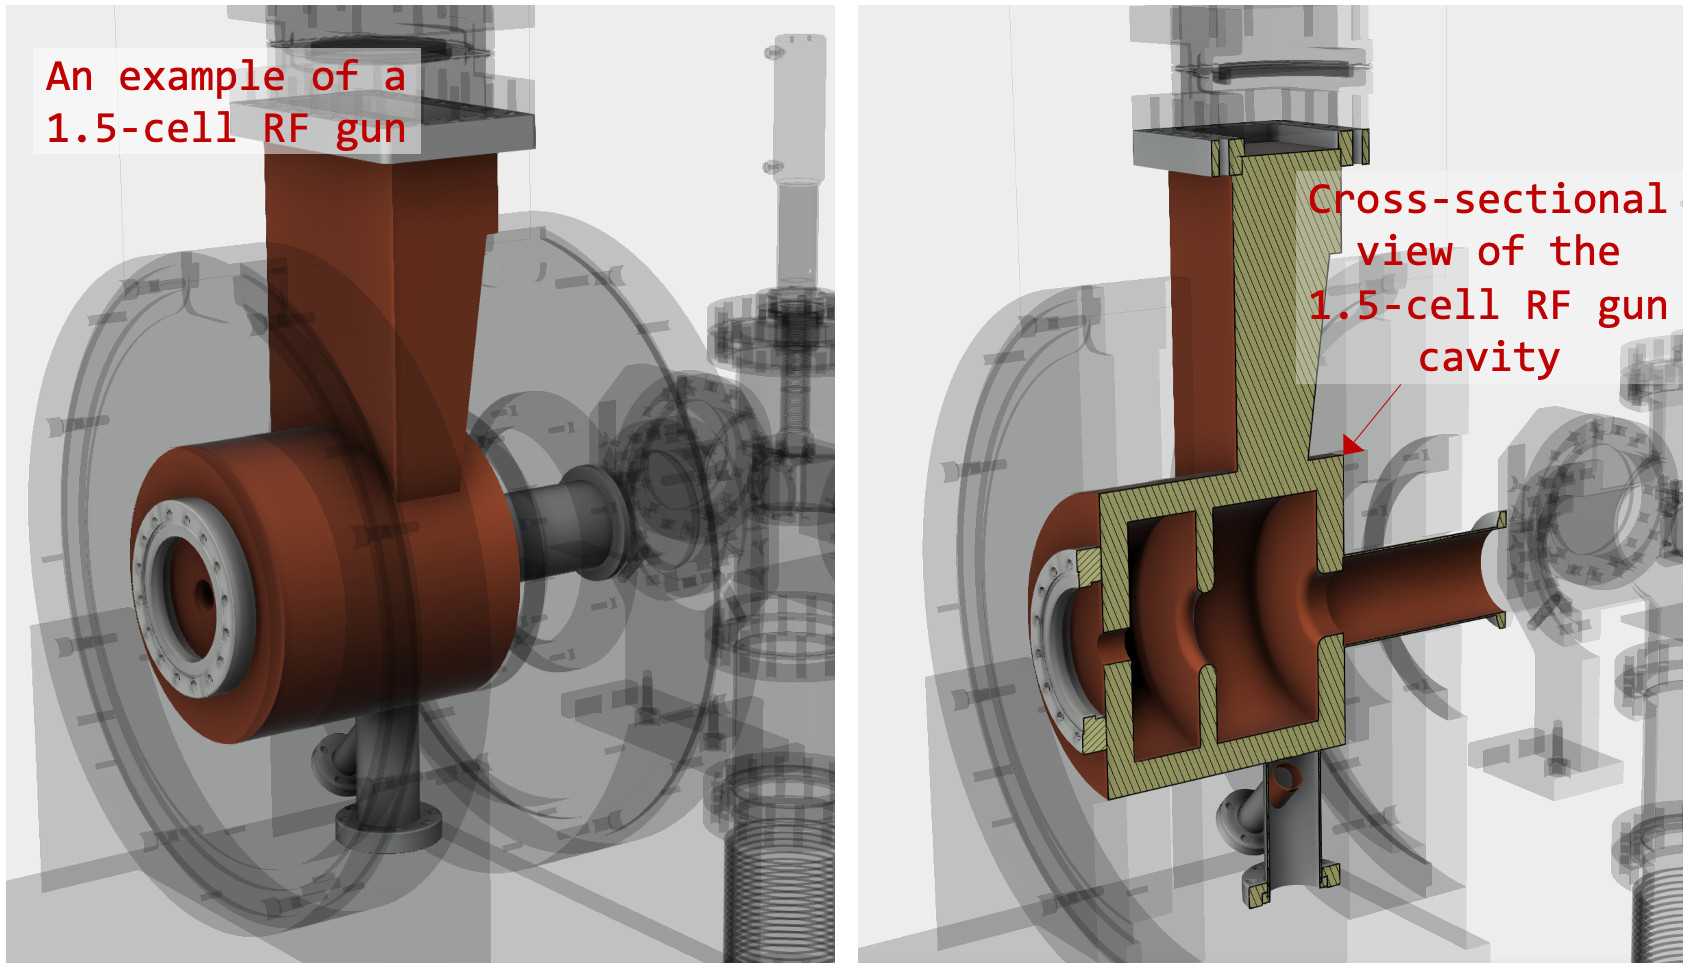 An example of a
1.5-cell RF gun
Cross-sectional
view of the
1.5-cell RF gun
cavity